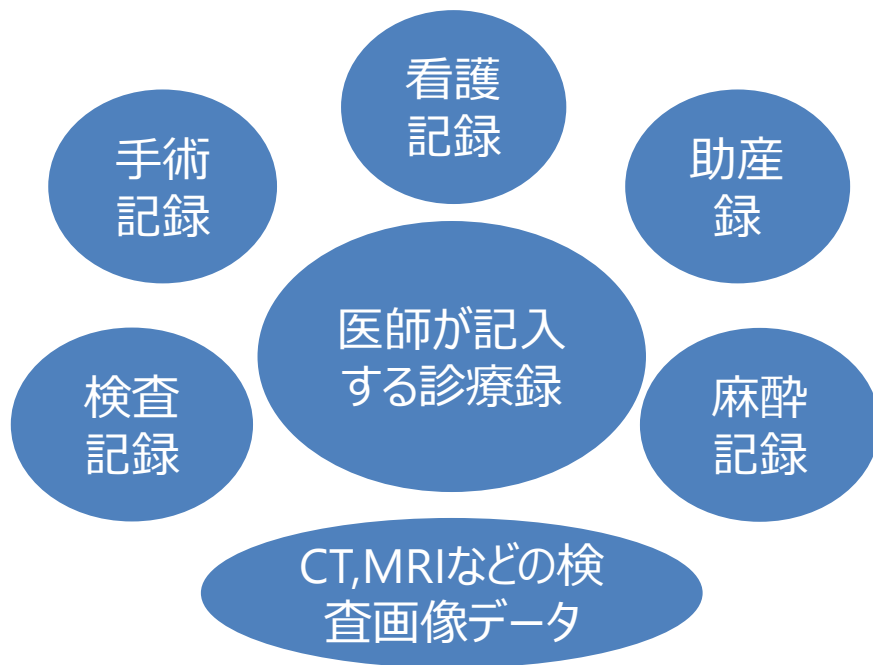 看護
記録
手術
記録
助産
録
医師が記入
する診療録
検査
記録
麻酔
記録
CT,MRIなどの検
査画像データ